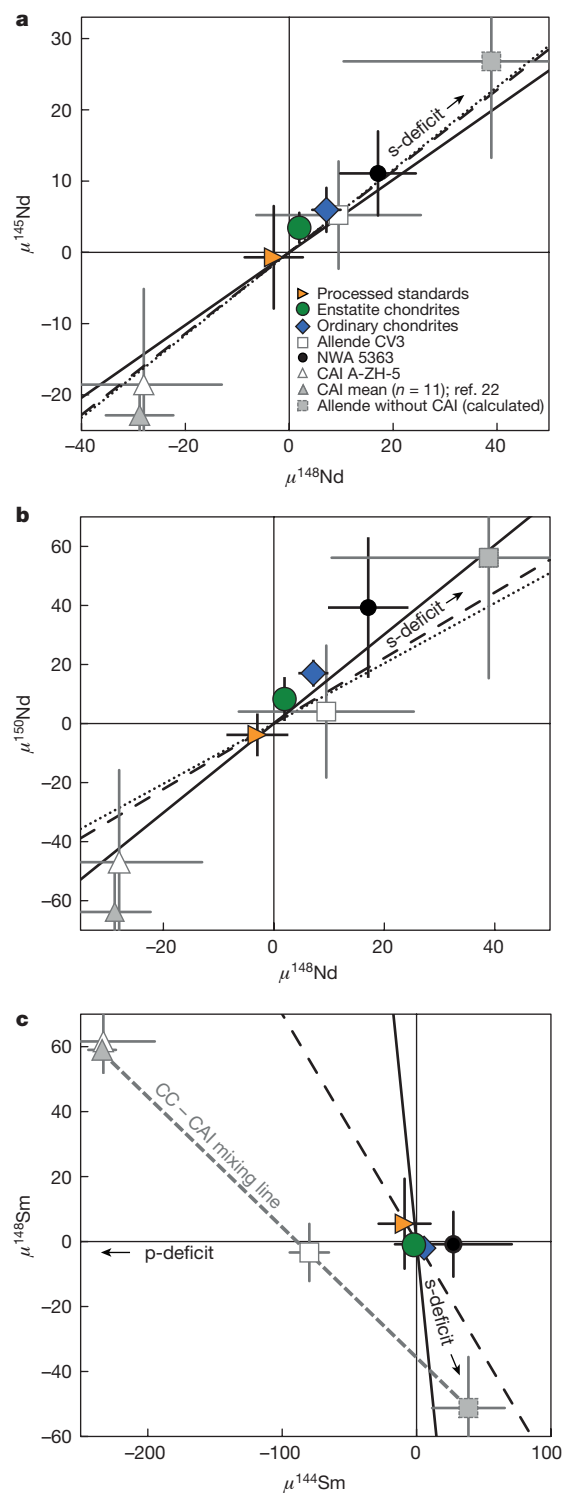 a
30
20
10
0
−10
−20
μ145Nd
s-deficit
Processed standards
Enstatite chondrites
Ordinary chondrites
Allende CV3
NWA 5363
CAI A-ZH-5
CAI mean (n = 11); ref. 22
Allende without CAI (calculated)
−40 −20 0 20 40
μ148Nd
b
60
40
20
0
−20
−40
−60
μ150Nd
s-deficit
−20 0 20 40
μ148Nd
c
60
40
20
0
−20
−40
−60
μ148Sm
CC – CAI mixing line
p-deficit
s-deficit
−200 −100 0 100
μ144Sm